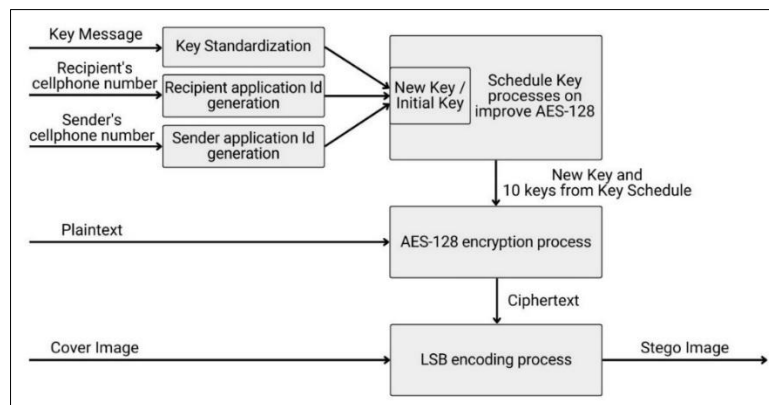 Key Message
Key Standardization
Recipient's
cellphone number
Recipient application Id
generation
Sender's
cellphone number
Sender application Id
generation
New Key /
Initial Key
Schedule Key
processes on
improve AES-128
New Key and
10 keys from Key Schedule
Plaintext
AES-128 encryption process
Ciphertext
Cover Image
LSB encoding process
Stego Image